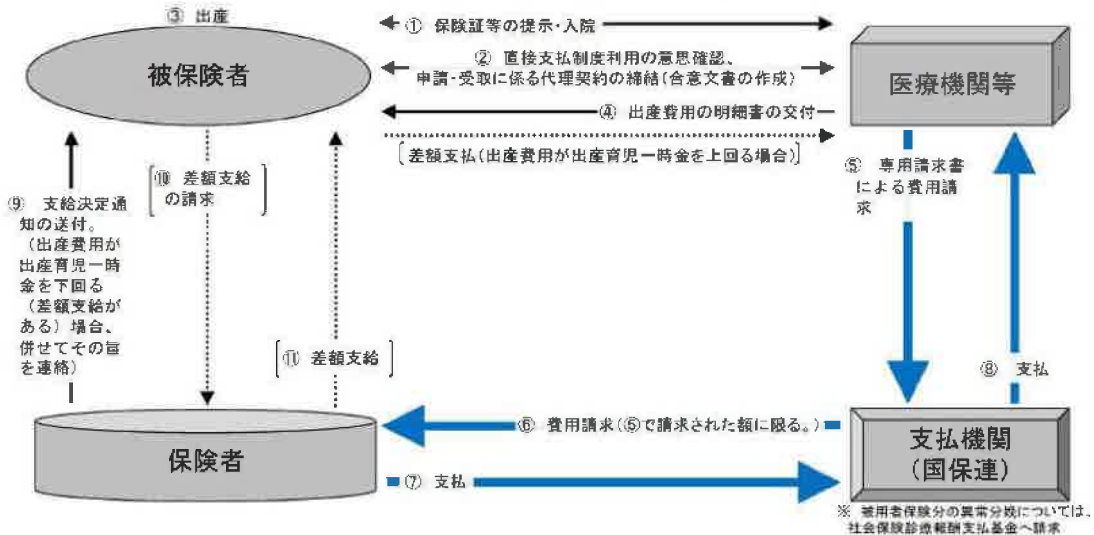 ③ 出産
① 保険証等の提示・入院
被保険者
② 直接支払制度利用の意思確認、
申請・受取に係る代理契約の締結(合意文書の作成)
医療機関等
④ 出産費用の明細書の交付
[差額支払(出産費用が出産育児一時金を上回る場合)]
⑤ 専用請求書
による費用請
求
⑩ 差額支給
の請求
⑨ 支給決定通
知の送付。
(出産費用が
出産育児一時
金を下回る
(差額支給が
ある)場合、
併せてその旨
を連絡)
⑪ 差額支給
⑧ 支払
⑥ 費用請求(⑤で請求された額に限る。)
保険者
⑦ 支払
支払機関
(国保連)
※ 被用者保険分の異常分娩については、
社会保険診療報酬支払基金へ請求